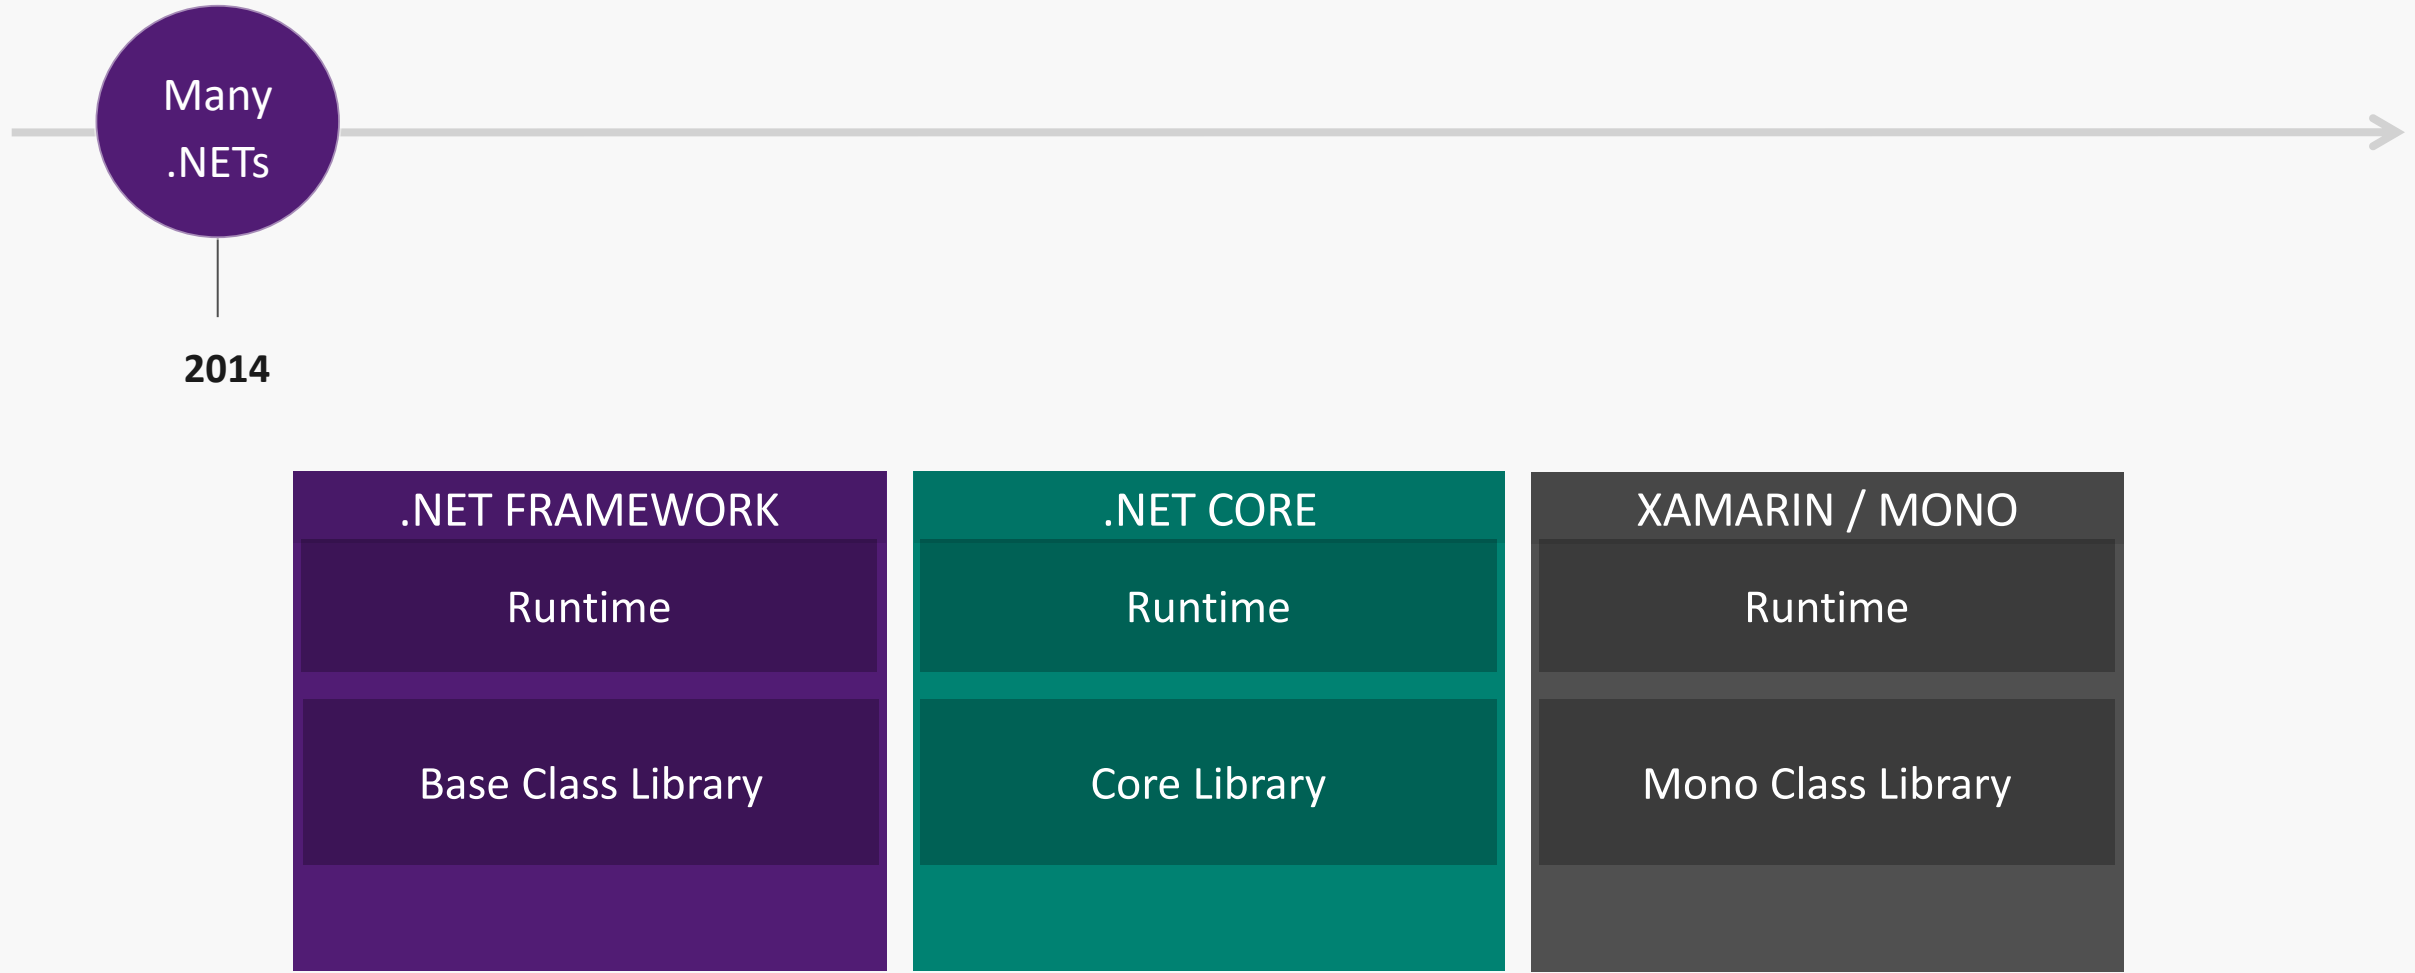 Many
.NETs
2014
.NET FRAMEWORK
Runtime
Base Class Library
.NET CORE
Runtime
Core Library
XAMARIN / MONO
Runtime
Mono Class Library